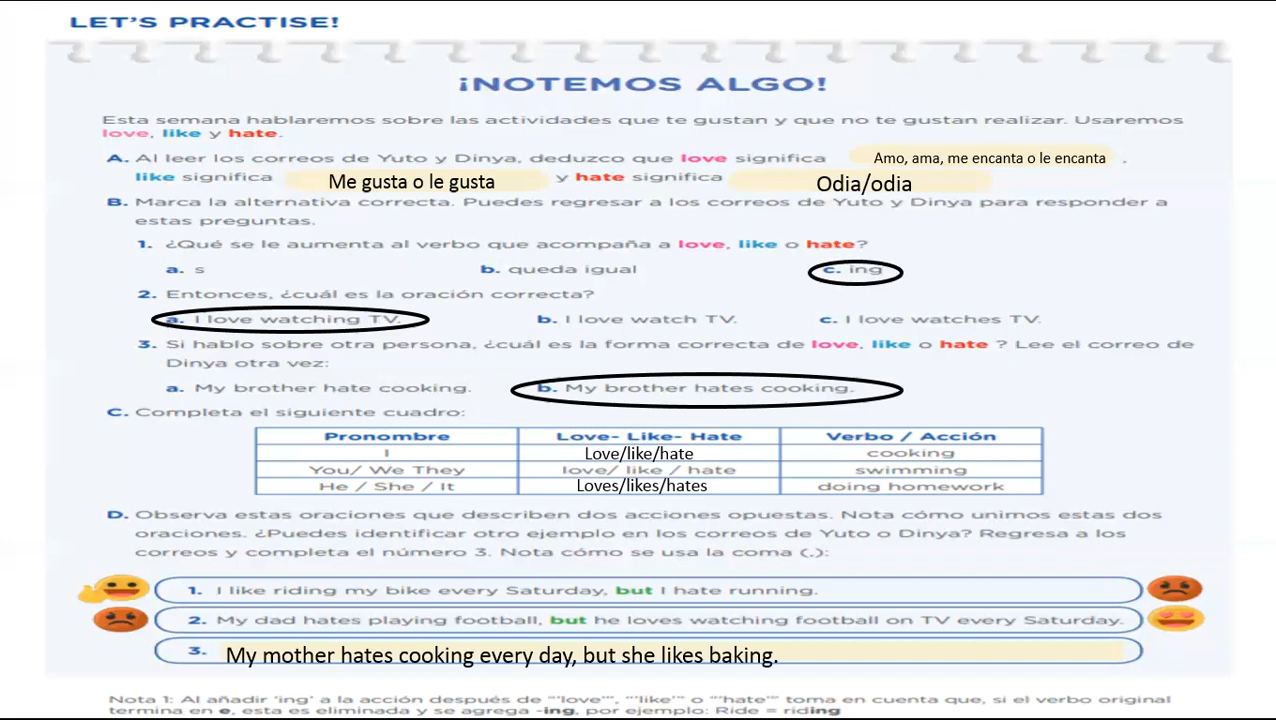 LET'S PRACTISE!
¡NOTEMOS ALGO!
Esta semana hablaremos sobre las actividades que te gustan y que no te gustan realizar. Usaremos
love, like y hate.
A. Al leer los correos de Yuto y Dinya, deduzco que love significa Amo, ama, me encanta o le encanta ,
like significa Me gusta o le gusta y hate significa Odia/odia
B. Marca la alternativa correcta. Puedes regresar a los correos de Yuto y Dinya para responder a
estas preguntas.
1. ¿Qué se le aumenta al verbo que acompaña a love, like o hate?
a. s b. queda igual c. ing
2. Entonces, ¿cuál es la oración correcta?
a. I love watching TV. b. I love watch TV. c. I love watches TV.
3. Si hablo sobre otra persona, ¿cuál es la forma correcta de love, like o hate ? Lee el correo de
Dinya otra vez:
a. My brother hate cooking. b. My brother hates cooking.
C. Completa el siguiente cuadro:
Pronombre Love- Like- Hate Verbo / Acción
I Love/like/hate cooking
You/ We They love/ like / hate swimming
He / She / It Loves/likes/hates doing homework
D. Observa estas oraciones que describen dos acciones opuestas. Nota cómo unimos estas dos
oraciones. ¿Puedes identificar otro ejemplo en los correos de Yuto o Dinya? Regresa a los
correos y completa el número 3. Nota cómo se usa la coma (,):
1. I like riding my bike every Saturday, but I hate running.
2. My dad hates playing football, but he loves watching football on TV every Saturday.
3. My mother hates cooking every day, but she likes baking.
Nota 1: Al añadir 'ing' a la acción después de "'love'", "'like'" o "'hate'" toma en cuenta que, si el verbo original
termina en e, esta es eliminada y se agrega -ing, por ejemplo: Ride = riding